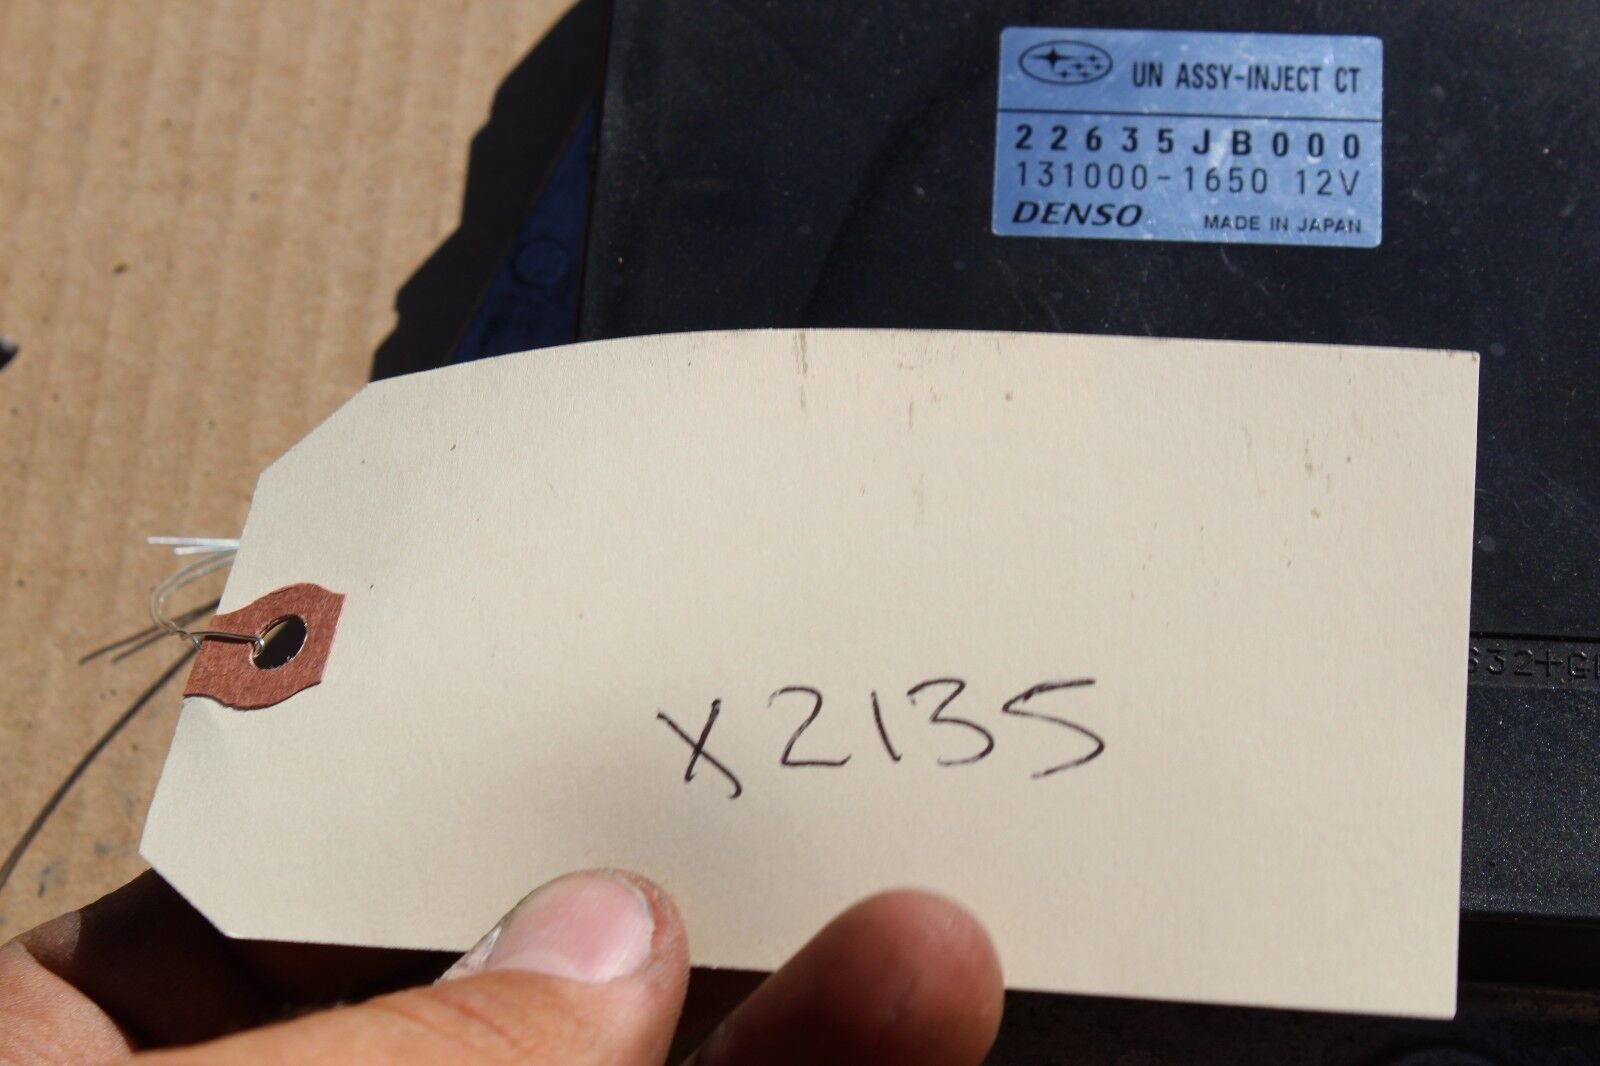 UN ASSY-INJECT CT
22635JB000
131000-1650 12V
DENSO MADE IN JAPAN
X2135